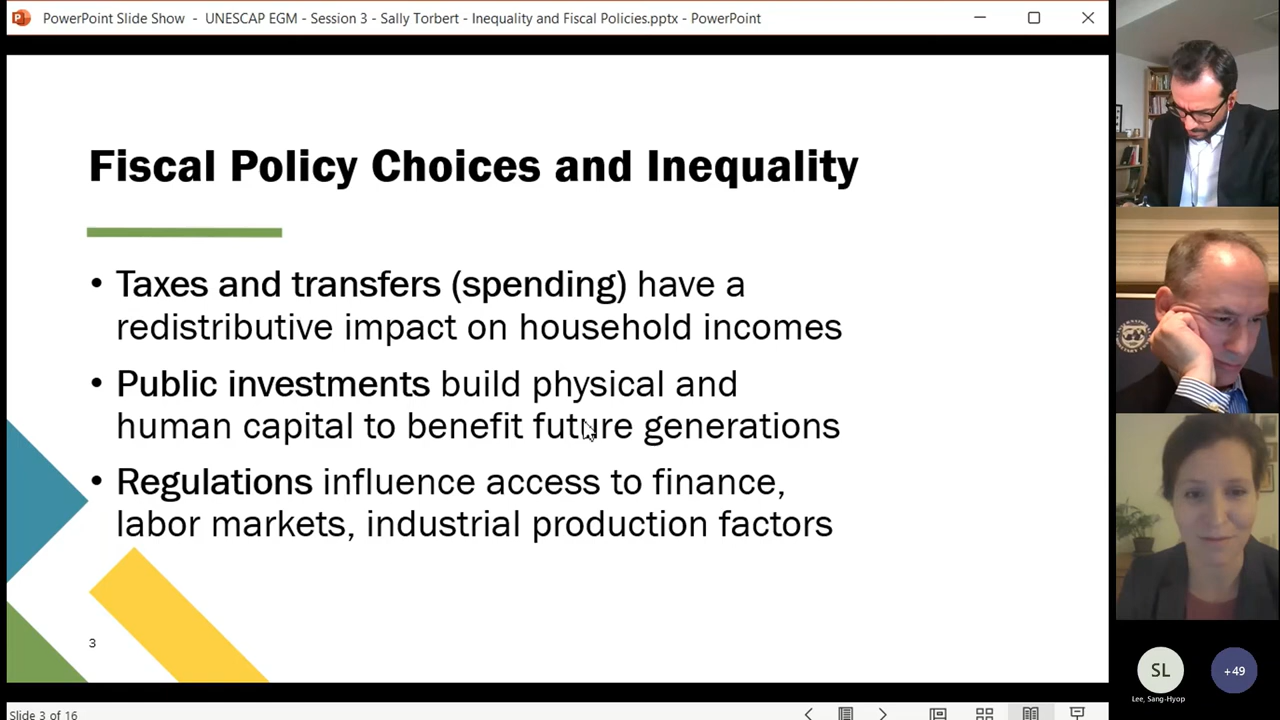 PowerPoint Slide Show - UNESCAP EGM - Session 3 - Sally Torbert - Inequality and Fiscal Policies.pptx - PowerPoint
Fiscal Policy Choices and Inequality
• Taxes and transfers (spending) have a
redistributive impact on household incomes
• Public investments build physical and
human capital to benefit future generations
• Regulations influence access to finance,
labor markets, industrial production factors
3
SL
+49
Lee, Sang-Hyop
Slide 3 of 16